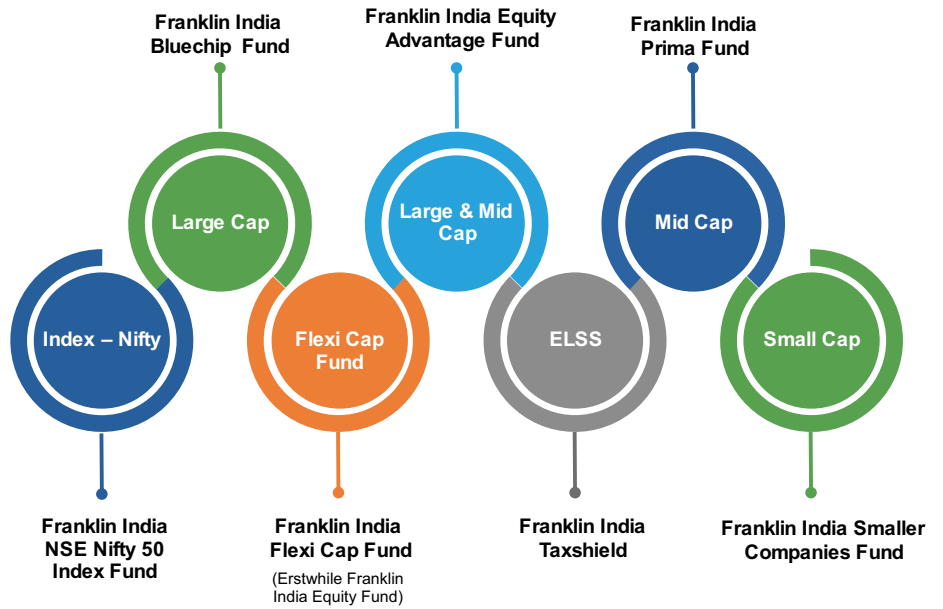 Franklin India
Bluechip Fund
Franklin India Equity
Advantage Fund
Franklin India
Prima Fund
Large Cap
Large & Mid
Cap
Mid Cap
Index – Nifty
Flexi Cap
Fund
ELSS
Small Cap
Franklin India
NSE Nifty 50
Index Fund
Franklin India
Flexi Cap Fund
(Erstwhile Franklin
India Equity Fund)
Franklin India
Taxshield
Franklin India Smaller
Companies Fund